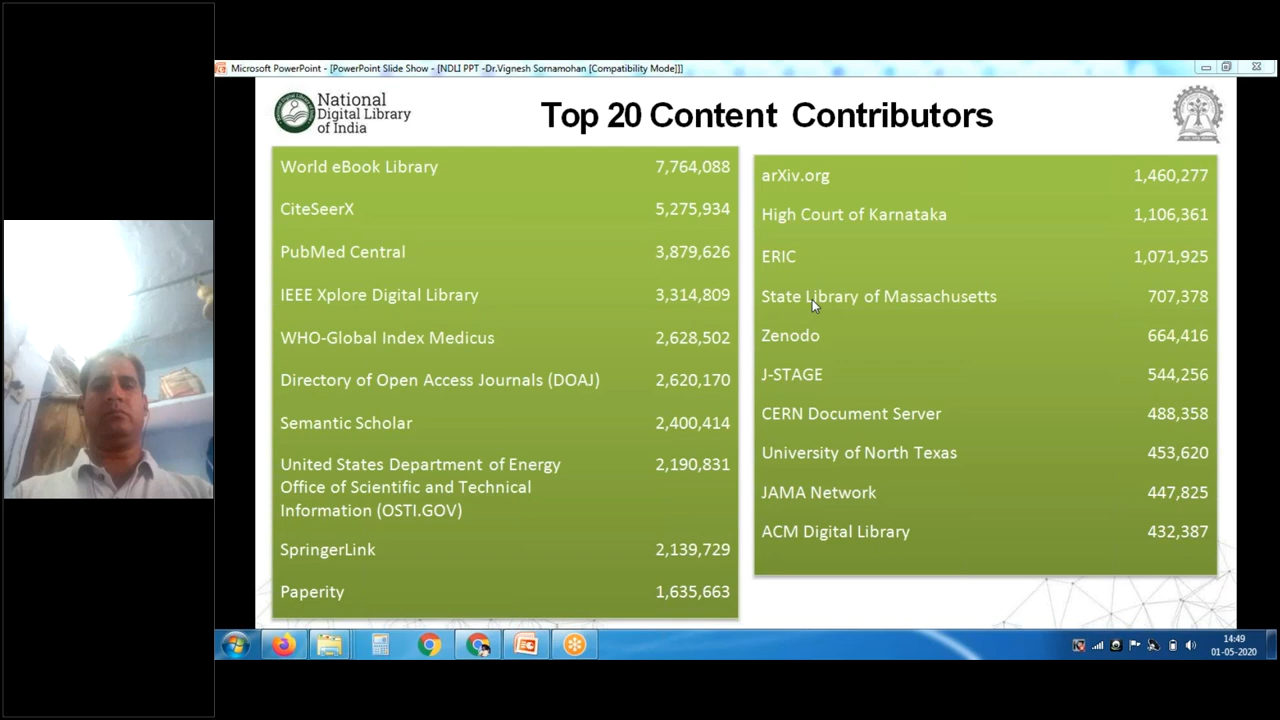 Microsoft PowerPoint - [PowerPoint Slide Show - [NDLI PPT -Dr.Vignesh Sornamohan [Compatibility Mode]]]
National
Digital Library
of India
Top 20 Content Contributors
World eBook Library 7,764,088
CiteSeerX 5,275,934
PubMed Central 3,879,626
IEEE Xplore Digital Library 3,314,809
WHO-Global Index Medicus 2,628,502
Directory of Open Access Journals (DOAJ) 2,620,170
Semantic Scholar 2,400,414
United States Department of Energy 2,190,831
Office of Scientific and Technical
Information (OSTI.GOV)
SpringerLink 2,139,729
Paperity 1,635,663
arXiv.org 1,460,277
High Court of Karnataka 1,106,361
ERIC 1,071,925
State Library of Massachusetts 707,378
Zenodo 664,416
J-STAGE 544,256
CERN Document Server 488,358
University of North Texas 453,620
JAMA Network 447,825
ACM Digital Library 432,387
14:49
01-05-2020